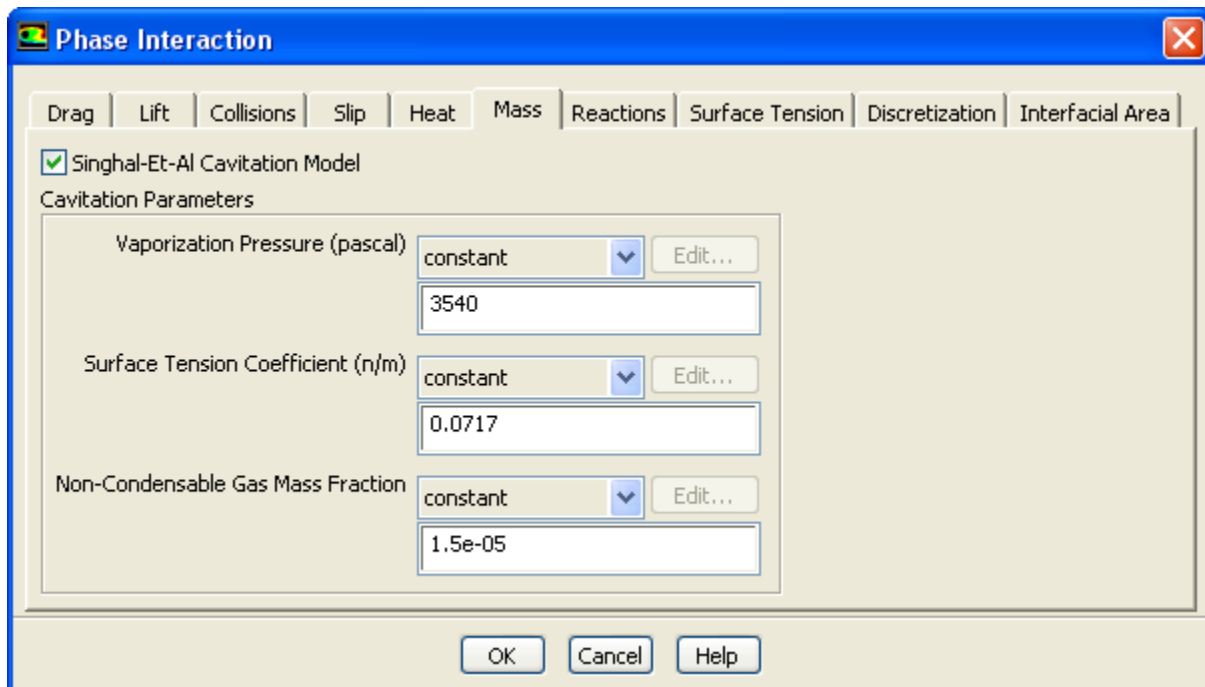 Phase Interaction
Drag Lift Collisions Slip Heat Mass Reactions Surface Tension Discretization Interfacial Area
Singhal-Et-Al Cavitation Model
Cavitation Parameters
Vaporization Pressure (pascal) constant Edit...
3540
Surface Tension Coefficient (n/m) constant Edit...
0.0717
Non-Condensable Gas Mass Fraction constant Edit...
1.5e-05
OK Cancel Help